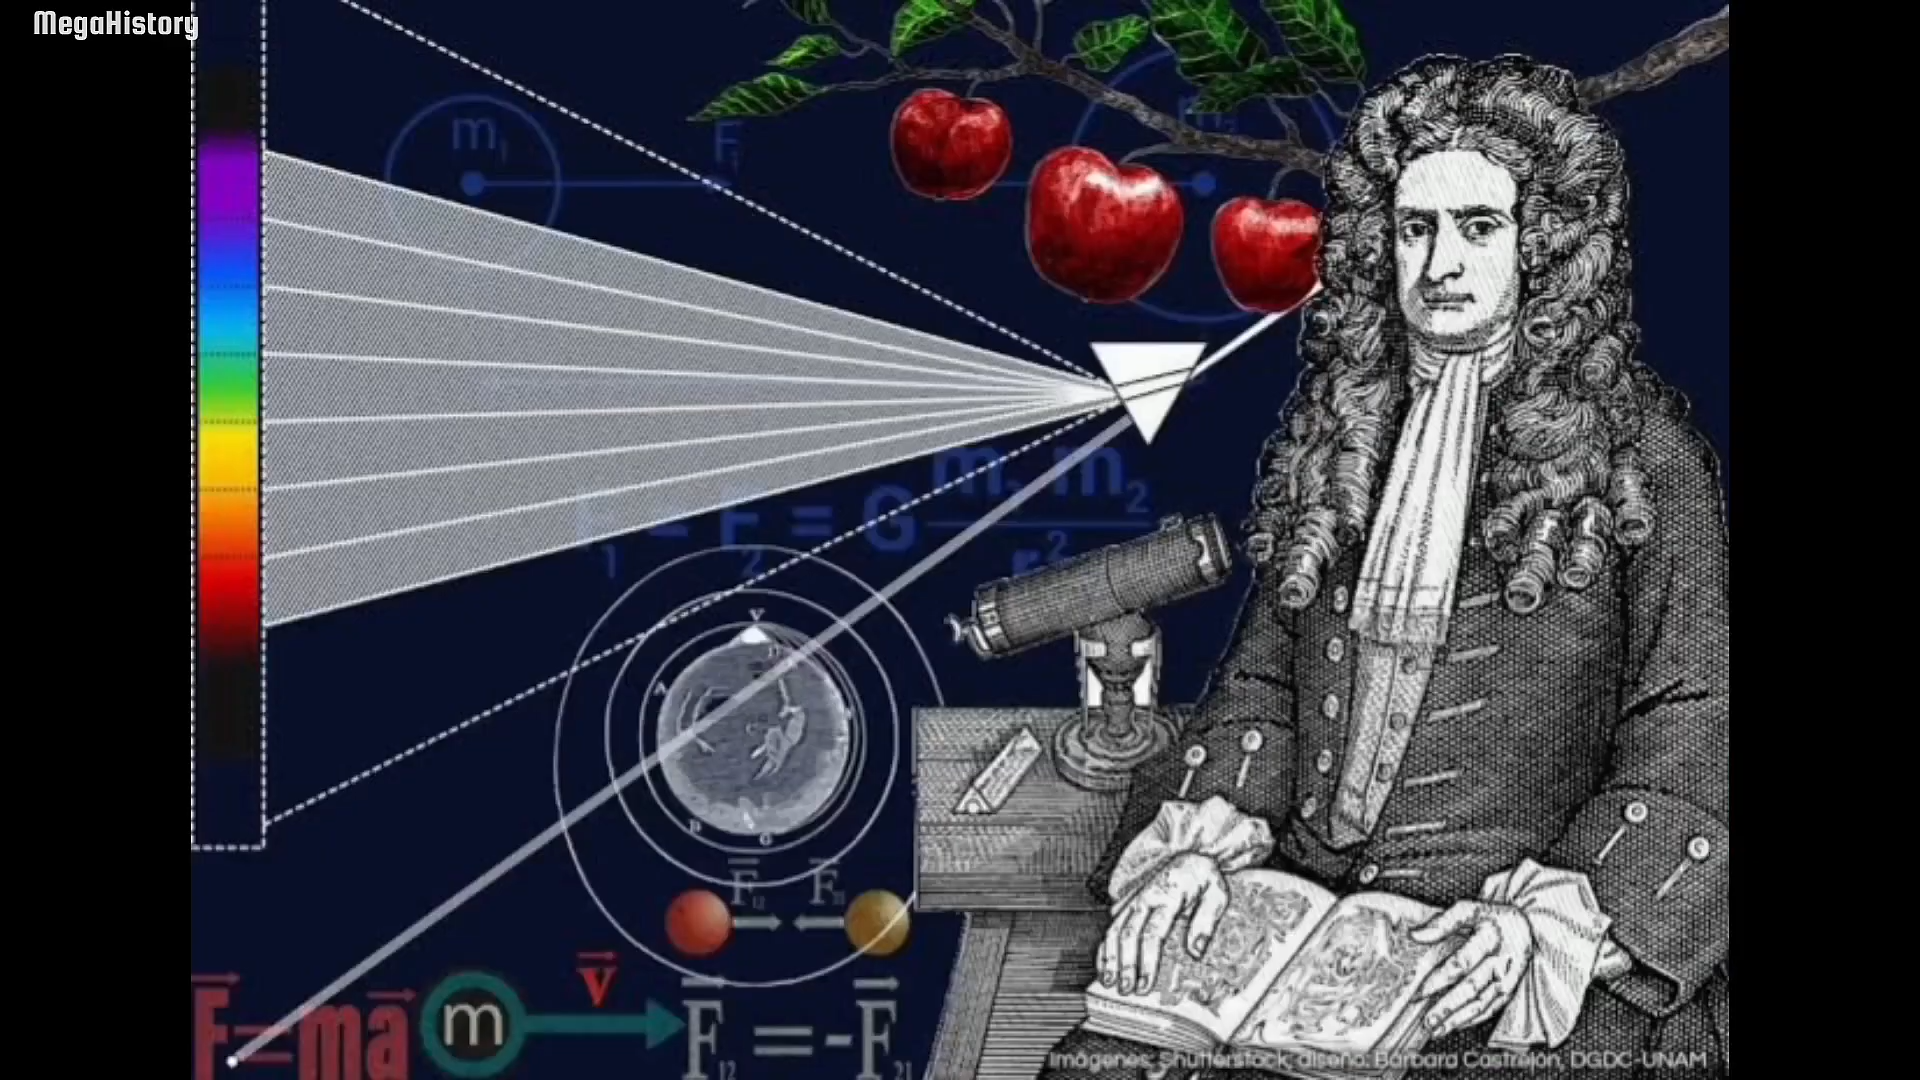 MegaHistory
m₁
F₁
m₂
F₁ = F₂ = G m₁ m₂ / r²
V
D
A
B
C
B
G
F₁₂ F₂₁
F=ma
m
v
F₁₂ = -F₂₁
Imágenes: Shutterstock, diseño: Bárbara Castrejón, DGDC-UNAM